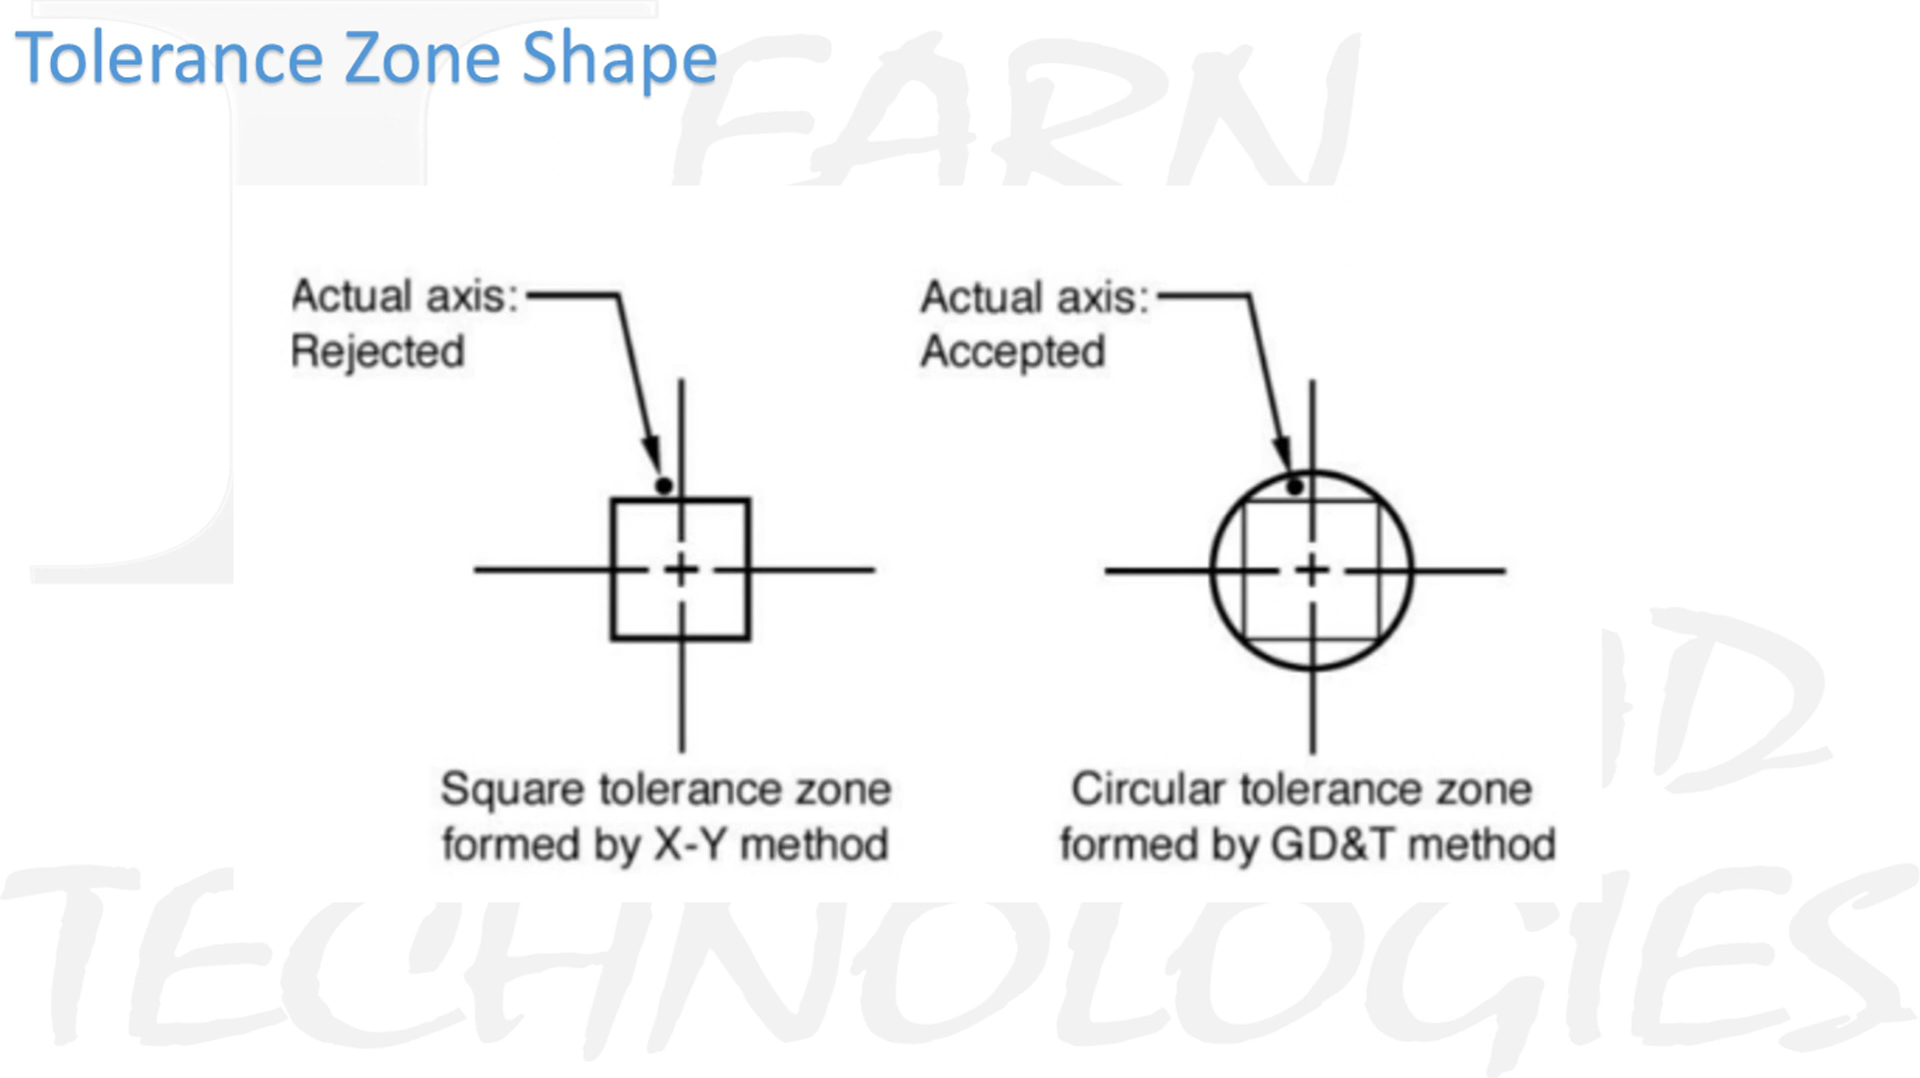 Tolerance Zone Shape
Actual axis:
Rejected
Actual axis:
Accepted
Square tolerance zone
formed by X-Y method
Circular tolerance zone
formed by GD&T method
TECHNOLOGIES